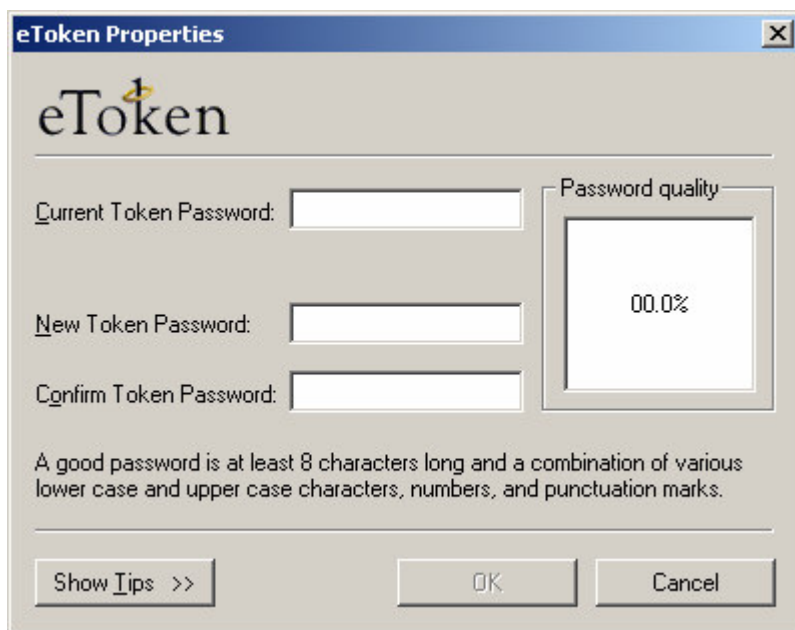 eToken Properties
eToken
Current Token Password:
Password quality
00.0%
New Token Password:
Confirm Token Password:
A good password is at least 8 characters long and a combination of various
lower case and upper case characters, numbers, and punctuation marks.
Show Tips >>
OK
Cancel